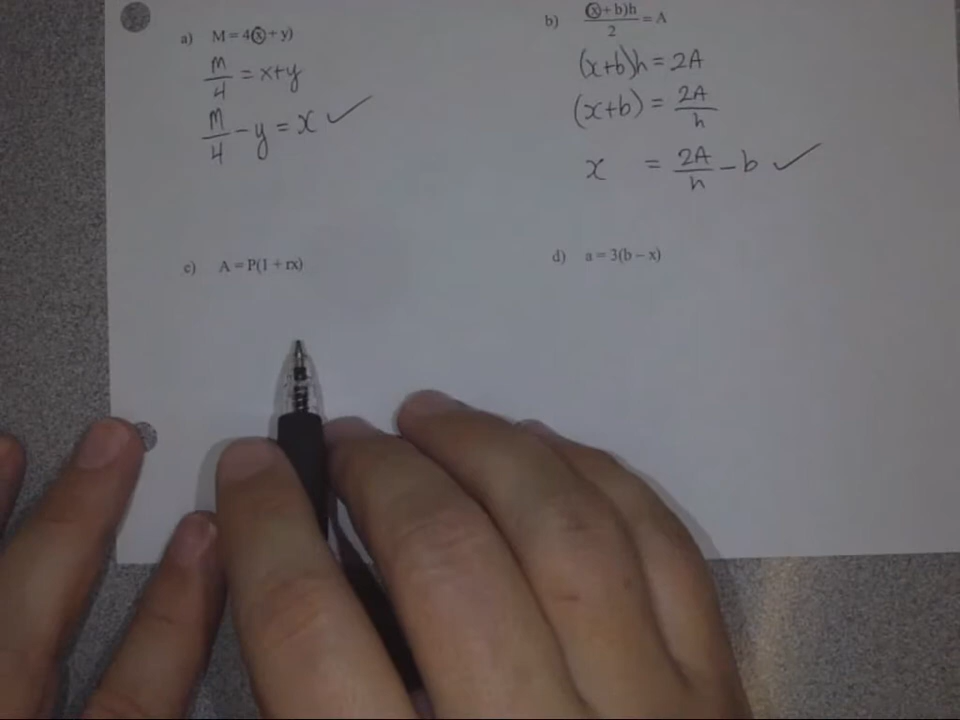 a) M = 4(x + y)
M/4 = x+y
M/4 - y = x ✓
b) (x + b)h / 2 = A
(x+b)h = 2A
(x+b) = 2A/h
x = 2A/h - b ✓
c) A = P(1 + rx)
d) a = 3(b – x)